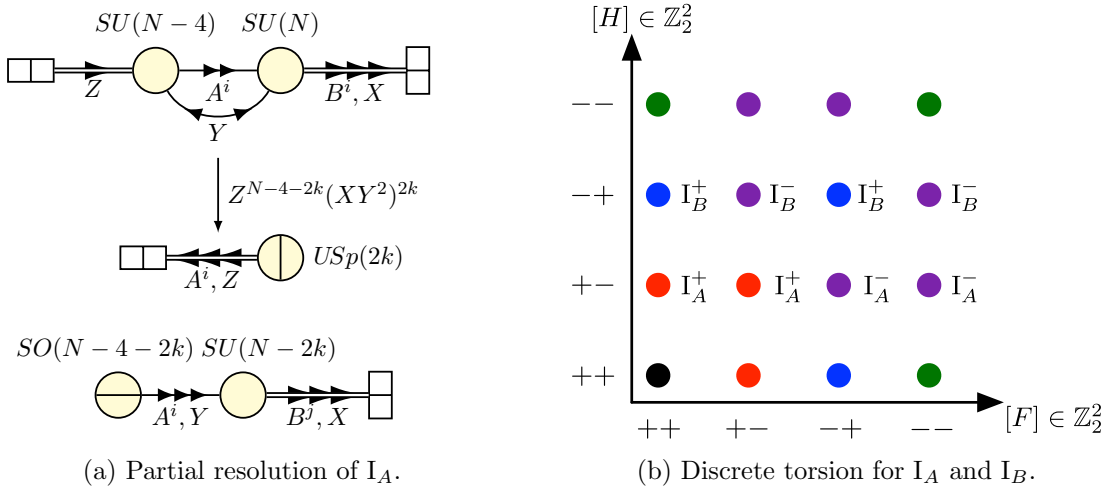 SU(N − 4) SU(N)
Z
A^i
B^i, X
Y
Z^{N−4−2k}(XY^2)^{2k}
USp(2k)
A^i, Z
SO(N − 4 − 2k) SU(N − 2k)
A^i, Y
B^j, X
(a) Partial resolution of I_A.
[H] ∈ ℤ_2^2
−−
−+ I_B^+ I_B^− I_B^+ I_B^−
+− I_A^+ I_A^+ I_A^− I_A^−
++
++ +− −+ −− [F] ∈ ℤ_2^2
(b) Discrete torsion for I_A and I_B.